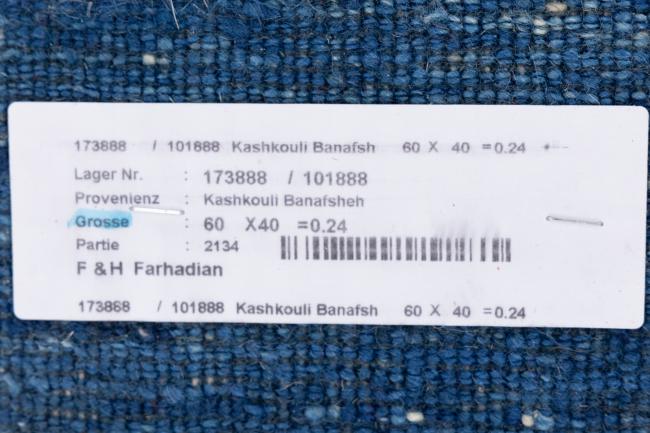 173888 / 101888 Kashkouli Banafsh 60 X 40 =0.24
Lager Nr. : 173888 / 101888
Provenienz : Kashkouli Banafsheh
Grosse : 60 X40 =0.24
Partie : 2134
F & H Farhadian
173888 / 101888 Kashkouli Banafsh 60 X 40 =0.24